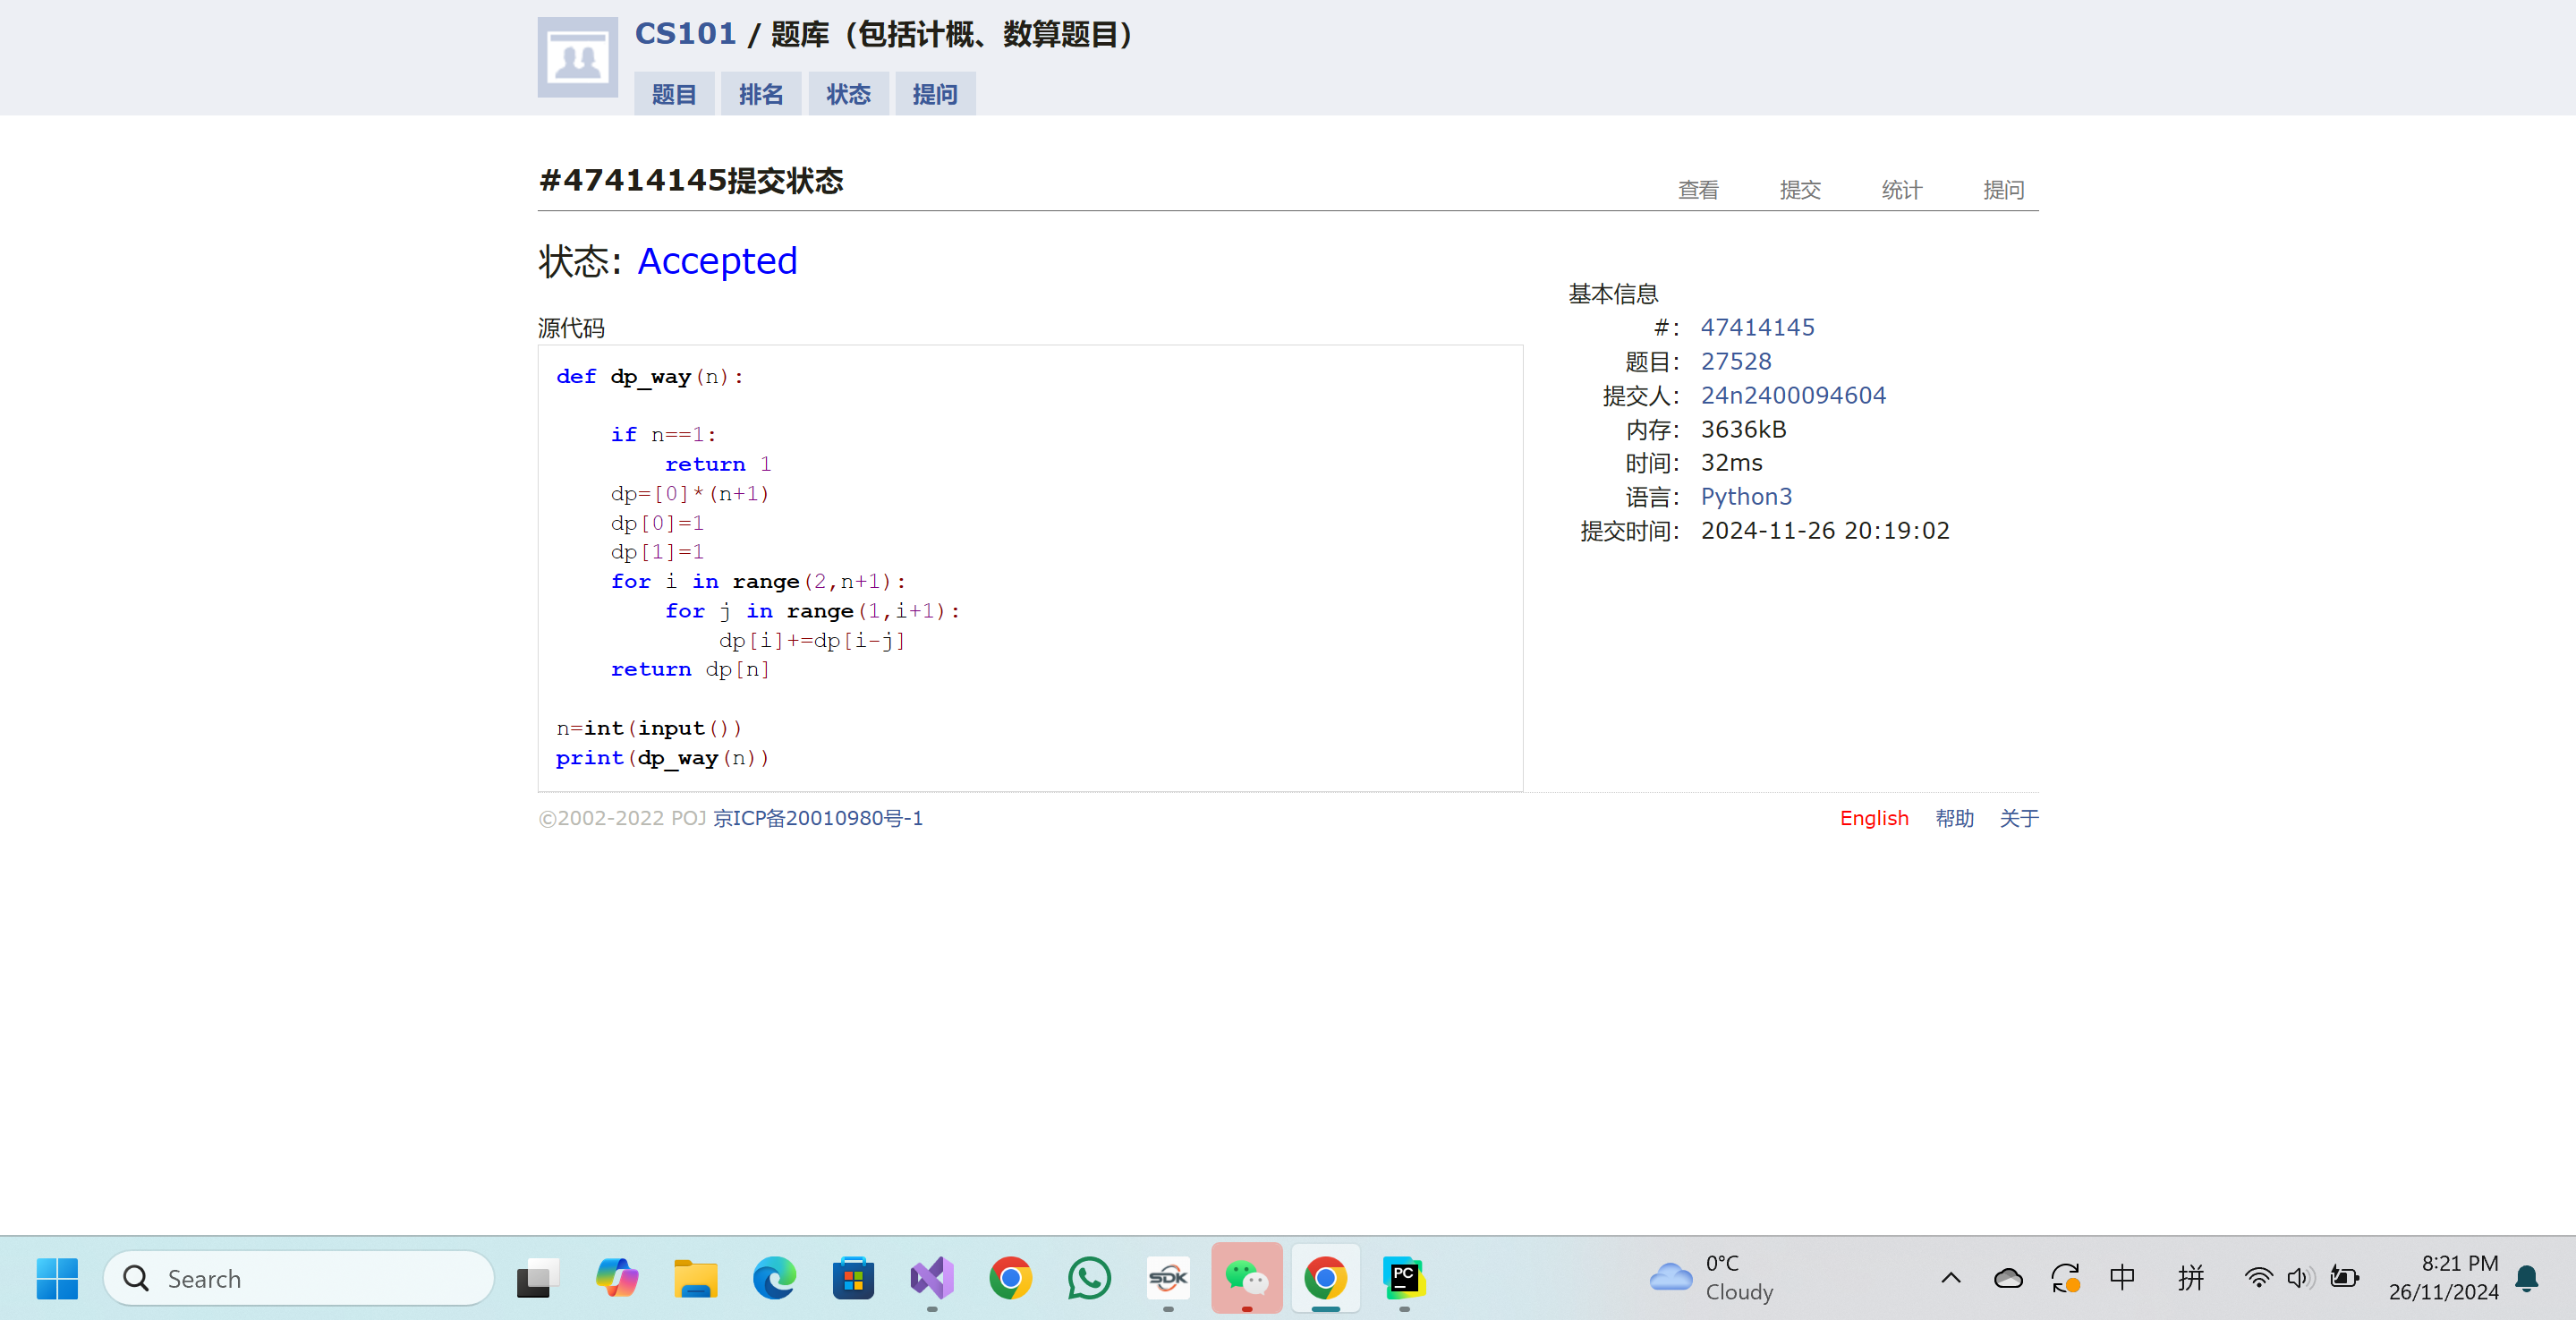 CS101 / 题库（包括计概、数算题目）
题目 排名 状态 提问
#47414145提交状态
查看 提交 统计 提问
状态: Accepted
源代码
def dp_way(n):
    if n==1:
        return 1
    dp=[0]*(n+1)
    dp[0]=1
    dp[1]=1
    for i in range(2,n+1):
        for j in range(1,i+1):
            dp[i]+=dp[i-j]
    return dp[n]
n=int(input())
print(dp_way(n))
基本信息
#: 47414145
题目: 27528
提交人: 24n2400094604
内存: 3636kB
时间: 32ms
语言: Python3
提交时间: 2024-11-26 20:19:02
©2002-2022 POJ 京ICP备20010980号-1
English 帮助 关于
Search
SDK
PC
0°C
Cloudy
中
拼
8:21 PM
26/11/2024